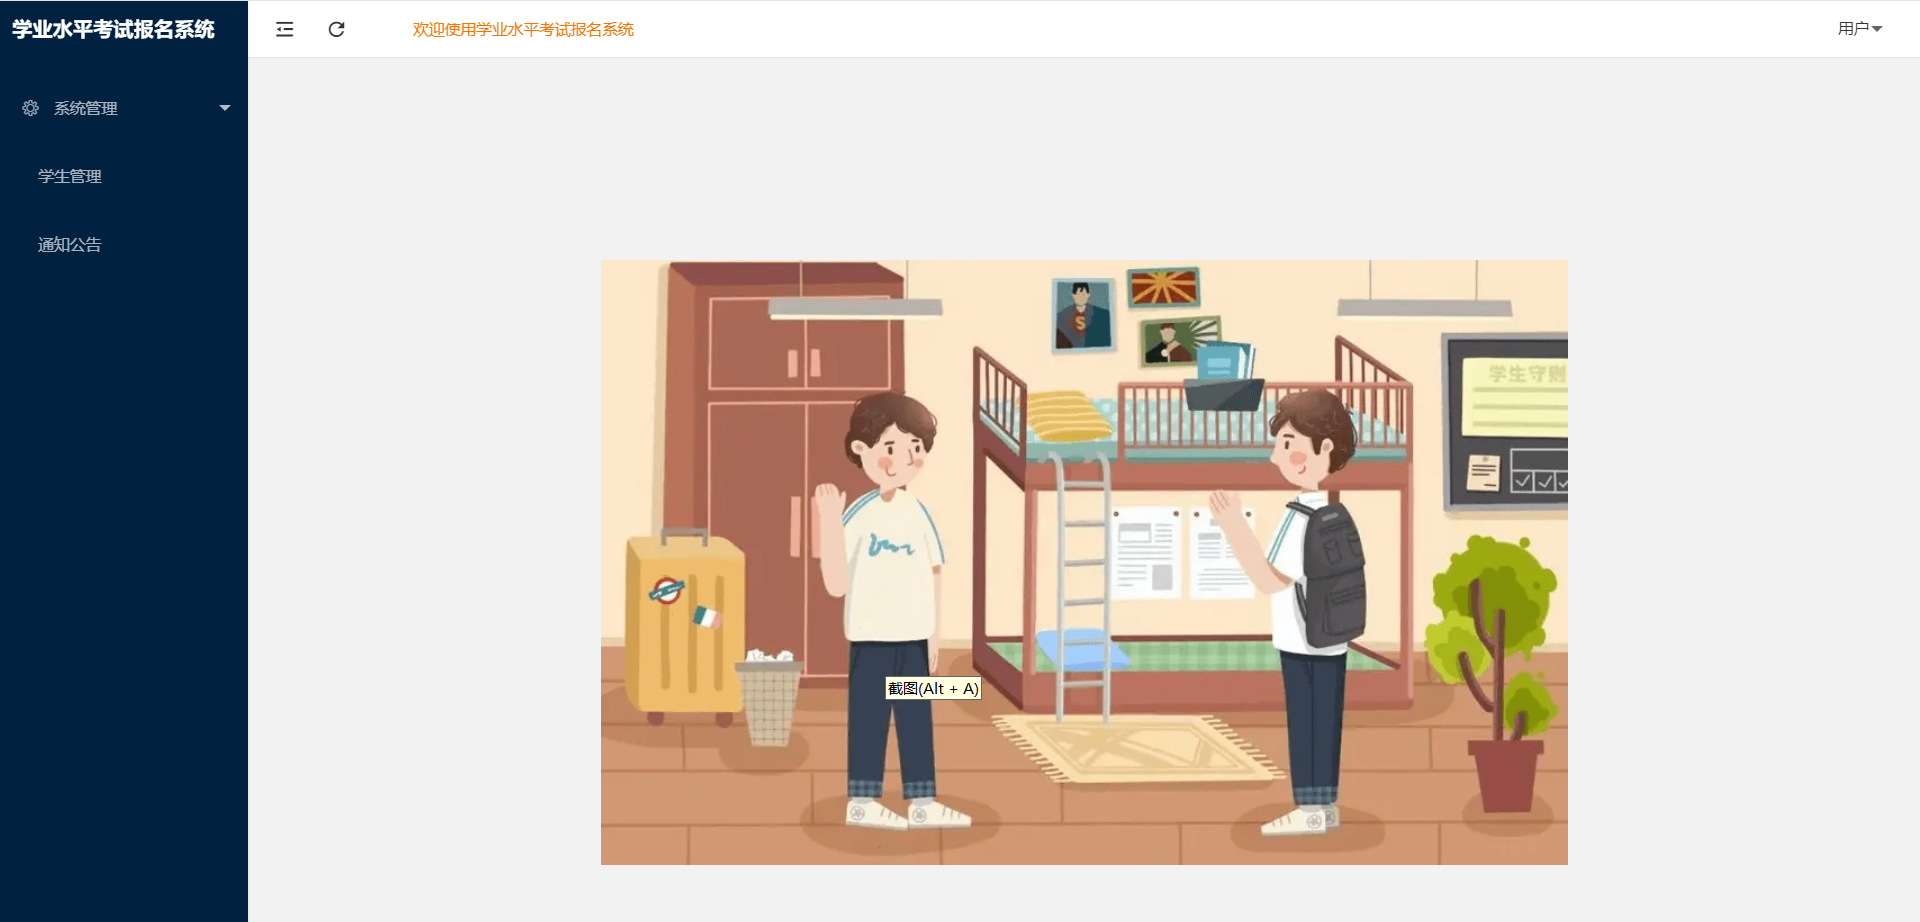 学业水平考试报名系统
欢迎使用学业水平考试报名系统
用户
系统管理
学生管理
通知公告
S
学生守则
截图(Alt + A)